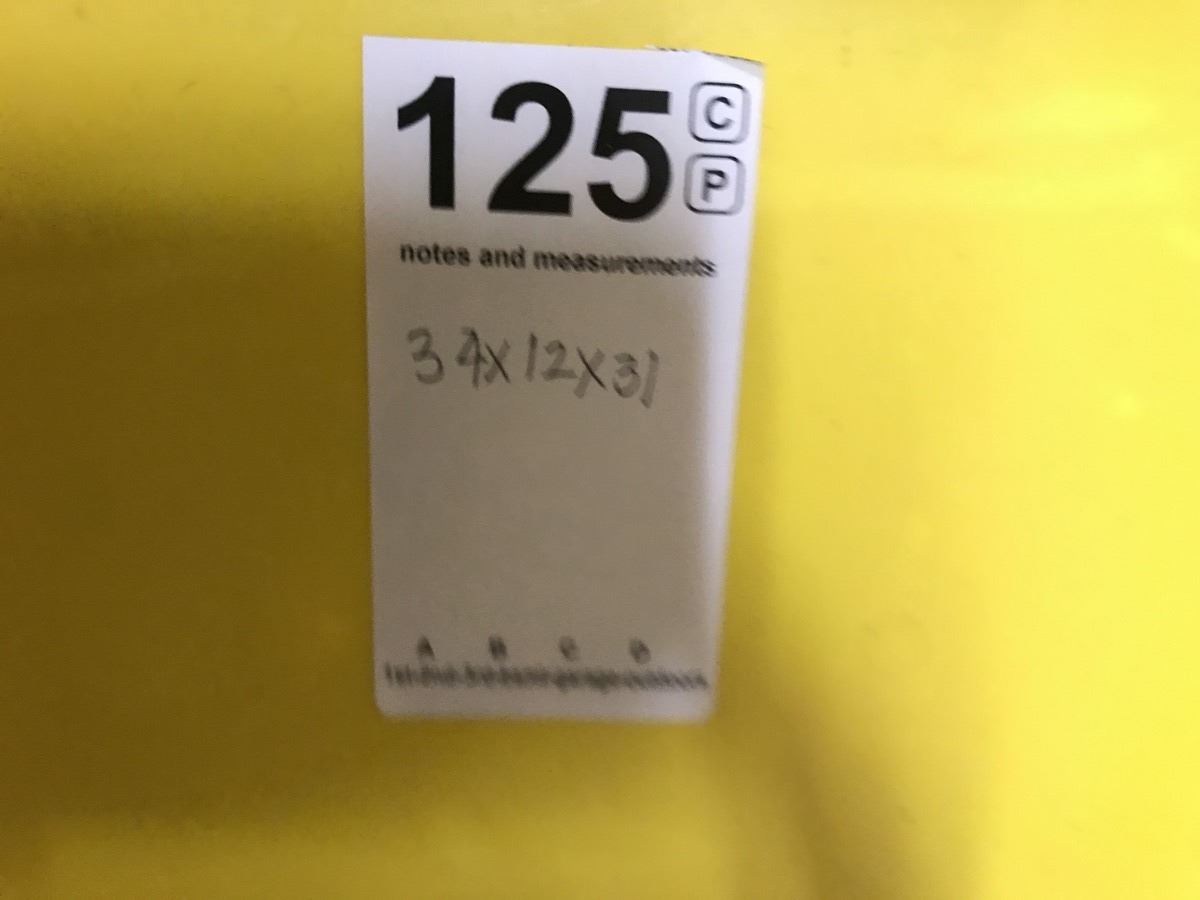 125 C
P
notes and measurements
34x12x31
A B C D